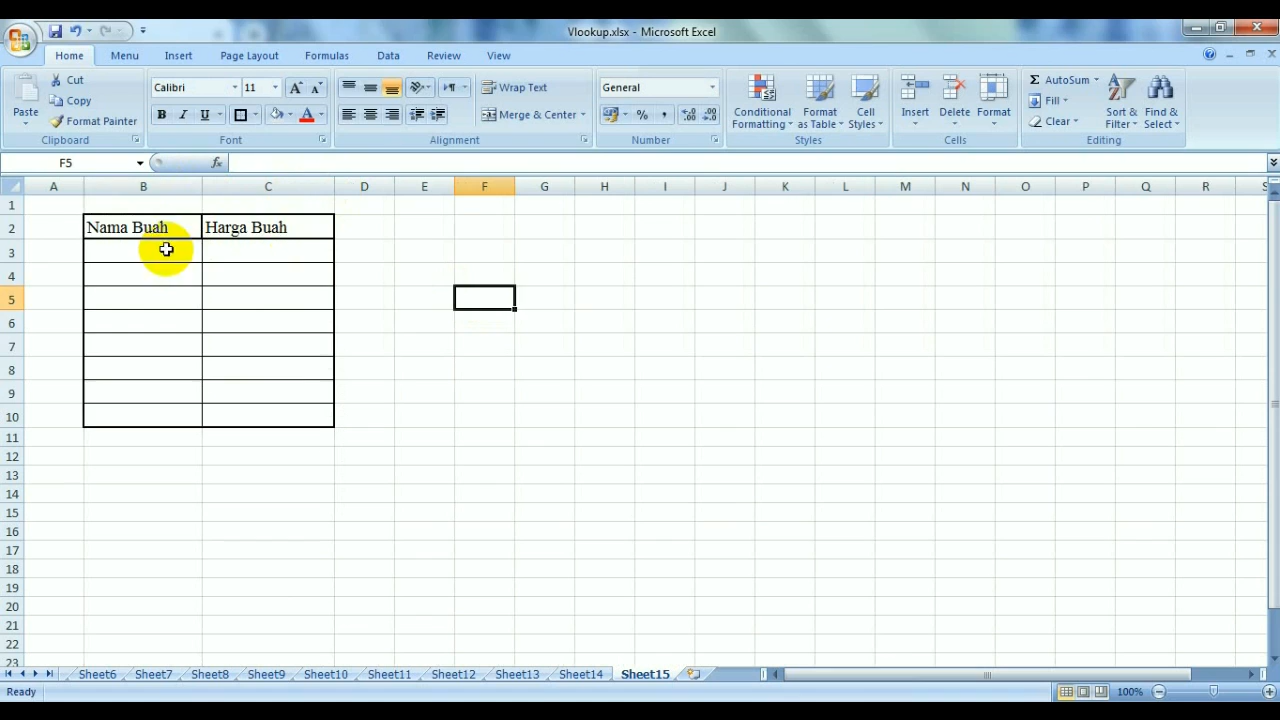 Vlookup.xlsx - Microsoft Excel
Home Menu Insert Page Layout Formulas Data Review View
Cut
Copy
Format Painter
Paste
Clipboard
Calibri 11
B I U A
Font
Wrap Text
Merge & Center
Alignment
General
% ,
Number
Conditional Formatting
Format as Table
Cell Styles
Styles
Insert Delete Format
Cells
Σ AutoSum
Fill
Clear
Sort & Filter
Find & Select
Editing
F5 fx
A B C D E F G H I J K L M N O P Q R S
1
2 Nama Buah Harga Buah
3
4
5
6
7
8
9
10
11
12
13
14
15
16
17
18
19
20
21
22
23
Sheet6 Sheet7 Sheet8 Sheet9 Sheet10 Sheet11 Sheet12 Sheet13 Sheet14 Sheet15
Ready 100%